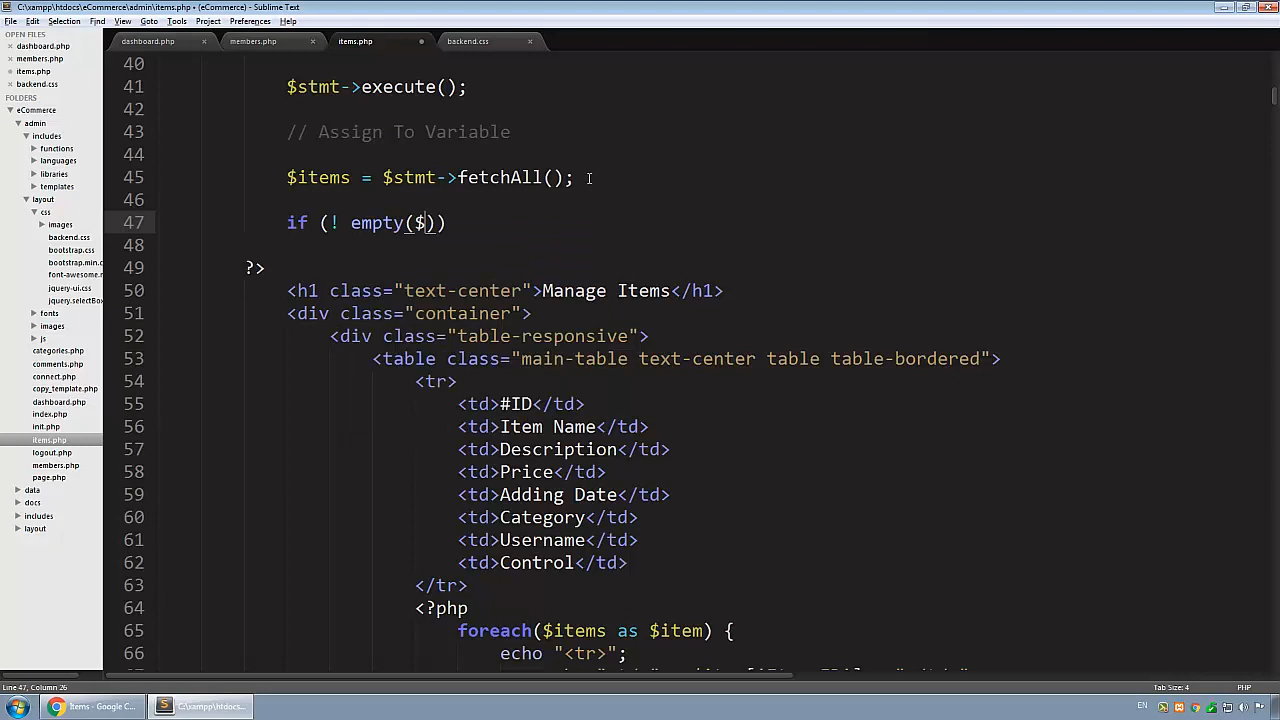 C:\xampp\htdocs\eCommerce\admin\items.php • (eCommerce) - Sublime Text
File Edit Selection Find View Goto Tools Project Preferences Help
OPEN FILES
dashboard.php
members.php
items.php
backend.css
FOLDERS
eCommerce
admin
includes
functions
languages
libraries
templates
layout
css
images
backend.css
bootstrap.css
bootstrap.min.c
font-awesome.n
jquery-ui.css
jquery.selectBo
fonts
images
js
categories.php
comments.php
connect.php
copy_template.php
dashboard.php
index.php
init.php
items.php
logout.php
members.php
page.php
data
docs
includes
layout
dashboard.php × members.php × items.php • backend.css ×
40
41 $stmt->execute();
42
43 // Assign To Variable
44
45 $items = $stmt->fetchAll();
46
47 if (! empty($))
48
49 ?>
50 <h1 class="text-center">Manage Items</h1>
51 <div class="container">
52 <div class="table-responsive">
53 <table class="main-table text-center table table-bordered">
54 <tr>
55 <td>#ID</td>
56 <td>Item Name</td>
57 <td>Description</td>
58 <td>Price</td>
59 <td>Adding Date</td>
60 <td>Category</td>
61 <td>Username</td>
62 <td>Control</td>
63 </tr>
64 <?php
65 foreach($items as $item) {
66 echo "<tr>";
Line 47, Column 26 Tab Size: 4 PHP
Items - Google C... C:\xampp\htdocs... EN